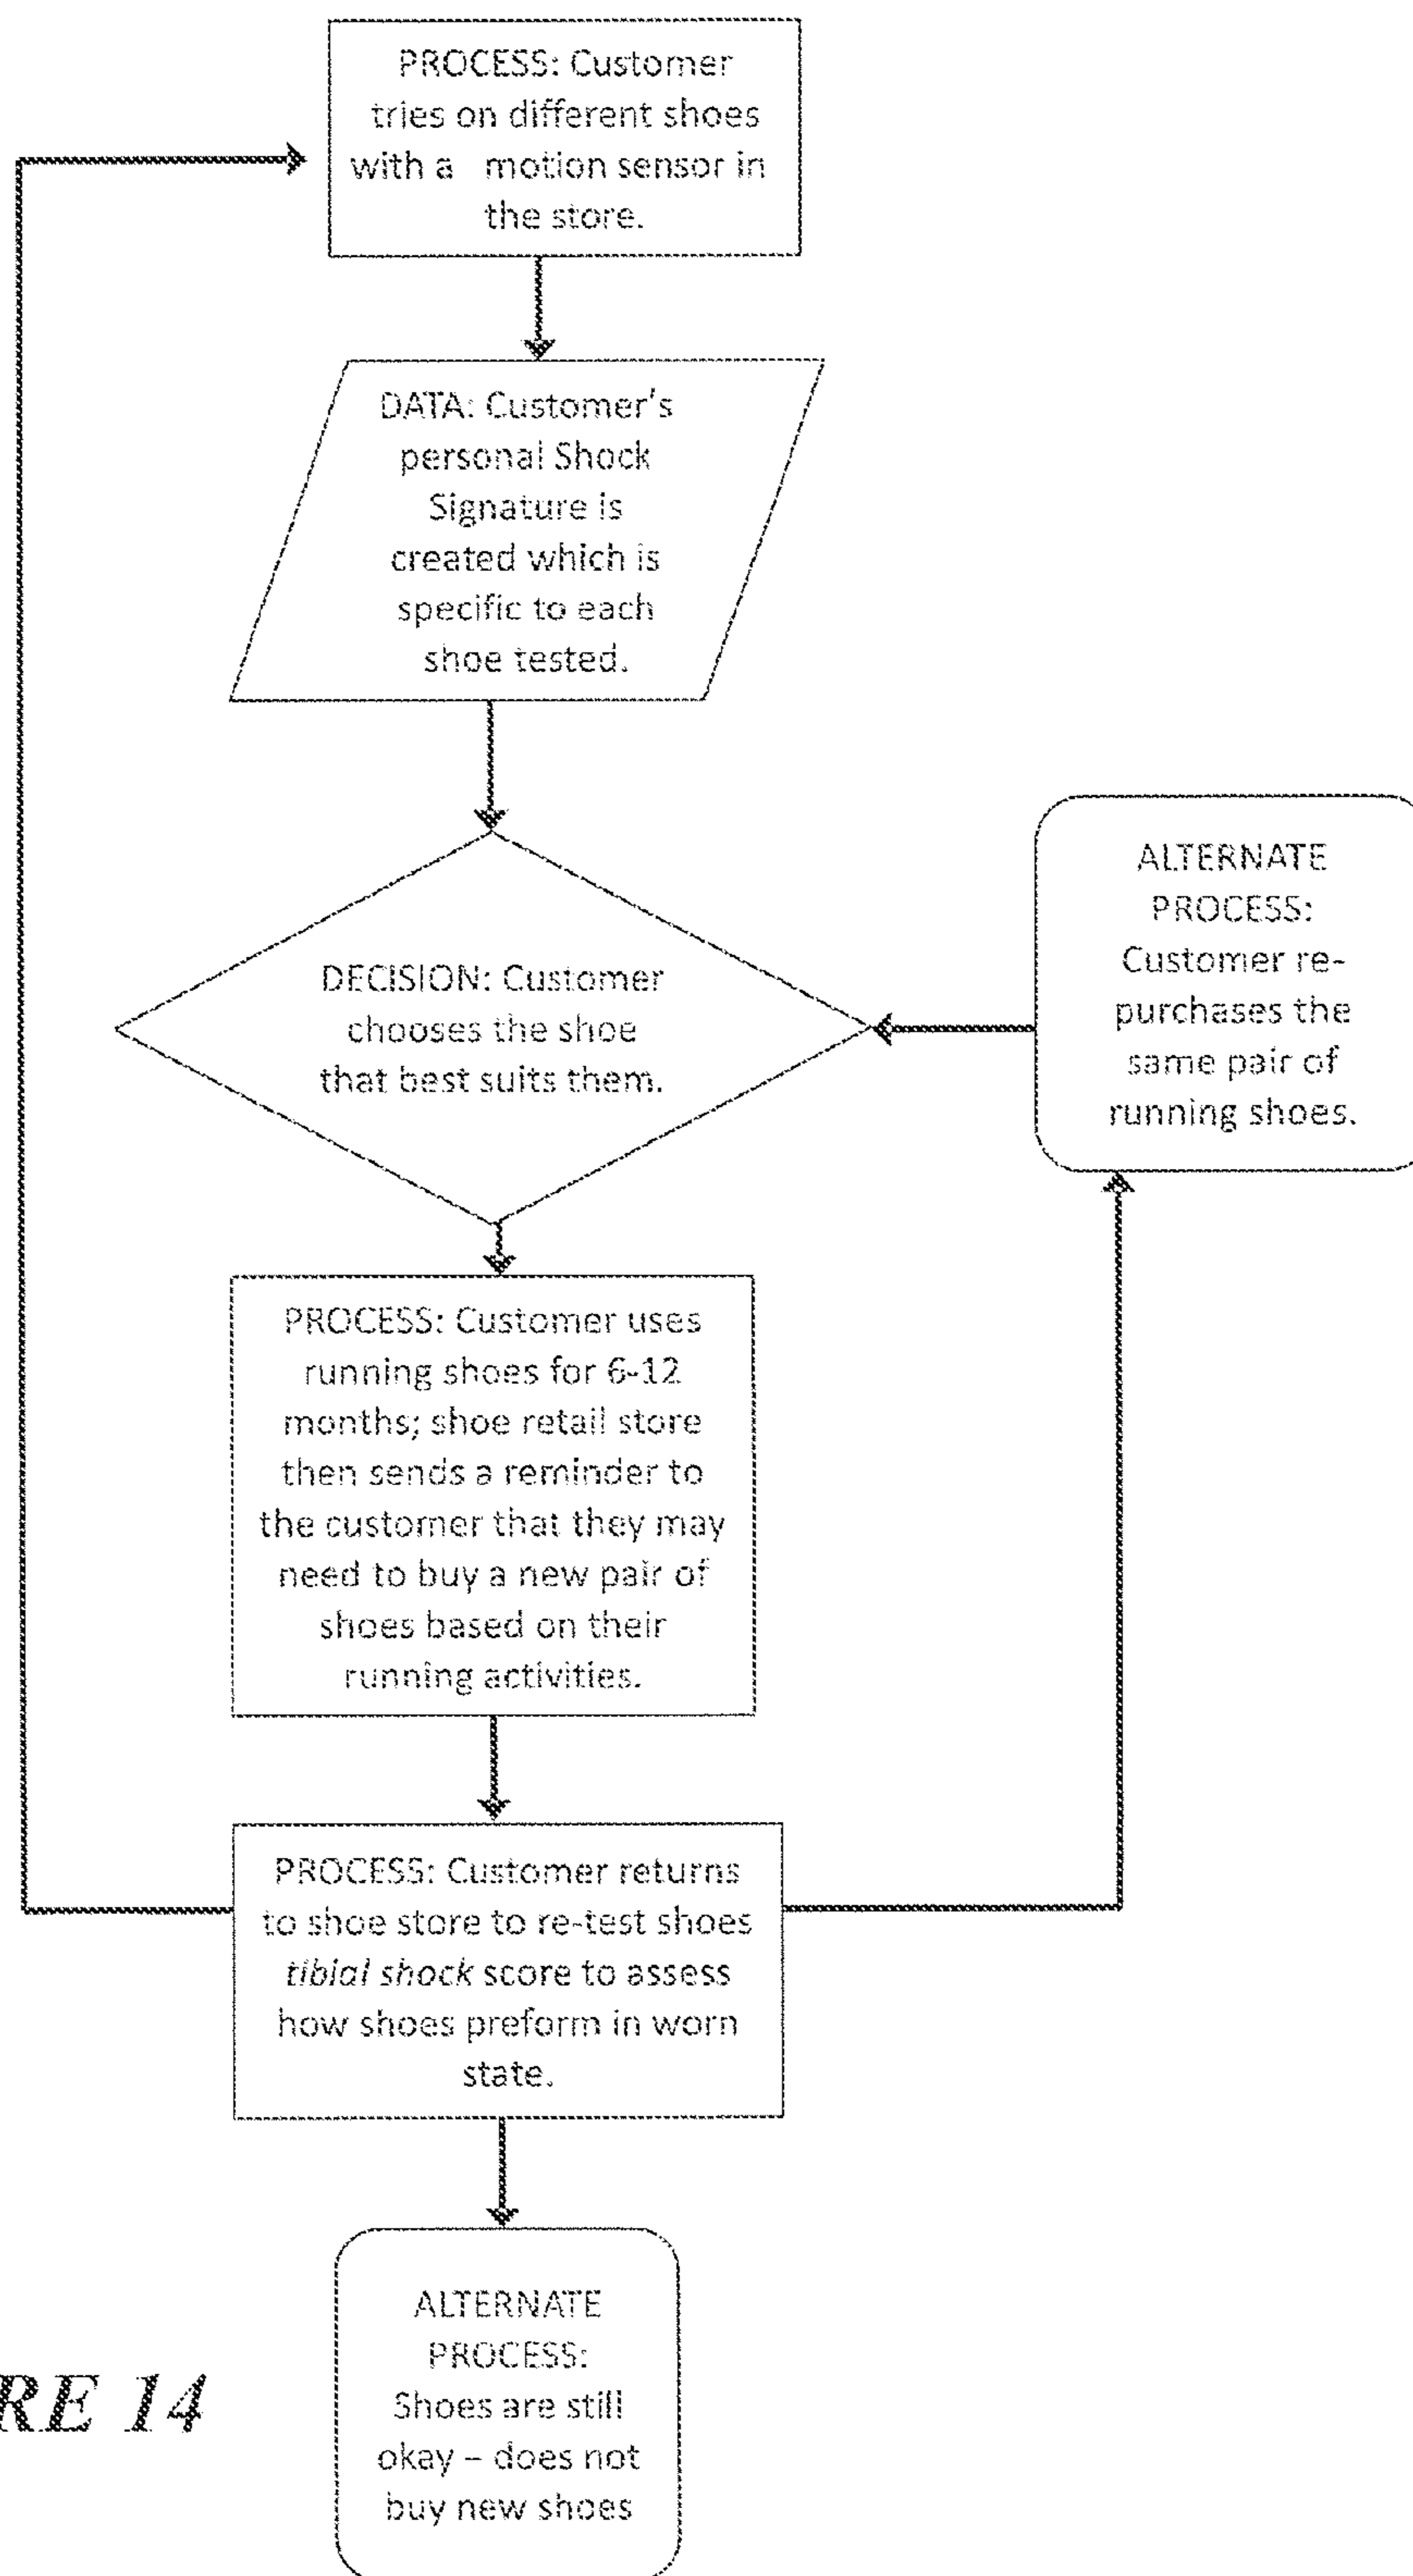 PROCESS: Customer
tries on different shoes
with a motion sensor in
the store.
DATA: Customer's
personal Shock
Signature is
created which is
specific to each
shoe tested.
DECISION: Customer
chooses the shoe
that best suits them.
ALTERNATE
PROCESS:
Customer re-
purchases the
same pair of
running shoes.
PROCESS: Customer uses
running shoes for 6-12
months; shoe retail store
then sends a reminder to
the customer that they may
need to buy a new pair of
shoes based on their
running activities.
PROCESS: Customer returns
to shoe store to re-test shoes
tibial shock score to assess
how shoes preform in worn
state.
ALTERNATE
PROCESS:
Shoes are still
okay – does not
buy new shoes
RE 14